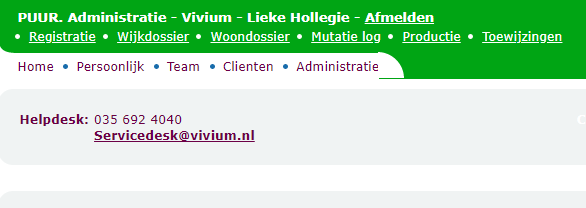 PUUR. Administratie - Vivium - Lieke Hollegie - Afmelden
• Registratie • Wijkdossier • Woondossier • Mutatie log • Productie • Toewijzingen
Home • Persoonlijk • Team • Clienten • Administratie
Helpdesk: 035 692 4040
Servicedesk@vivium.nl